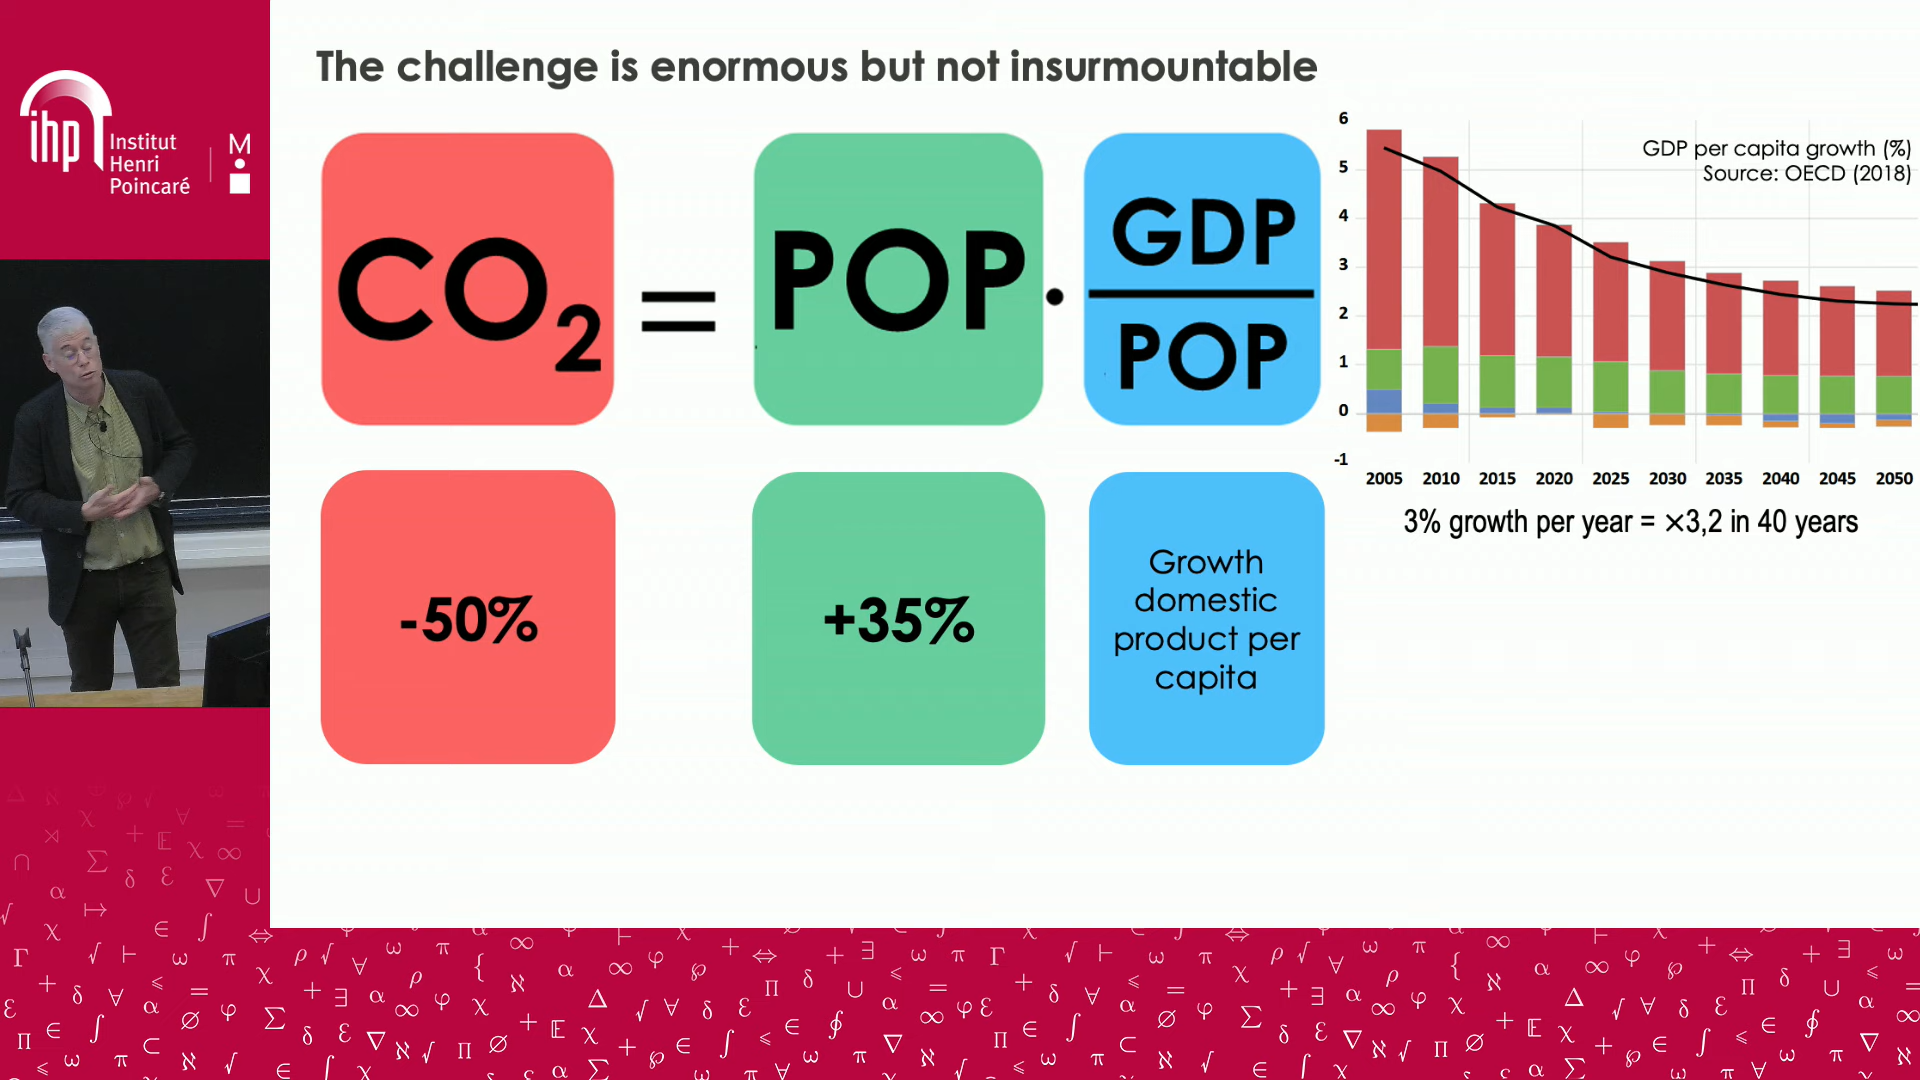 ihp
Institut
Henri
Poincaré
M
The challenge is enormous but not insurmountable
CO₂ = POP · GDP
POP
-50%
+35%
Growth
domestic
product per
capita
GDP per capita growth (%)
Source: OECD (2018)
6
5
4
3
2
1
0
-1
2005 2010 2015 2020 2025 2030 2035 2040 2045 2050
3% growth per year = ×3,2 in 40 years